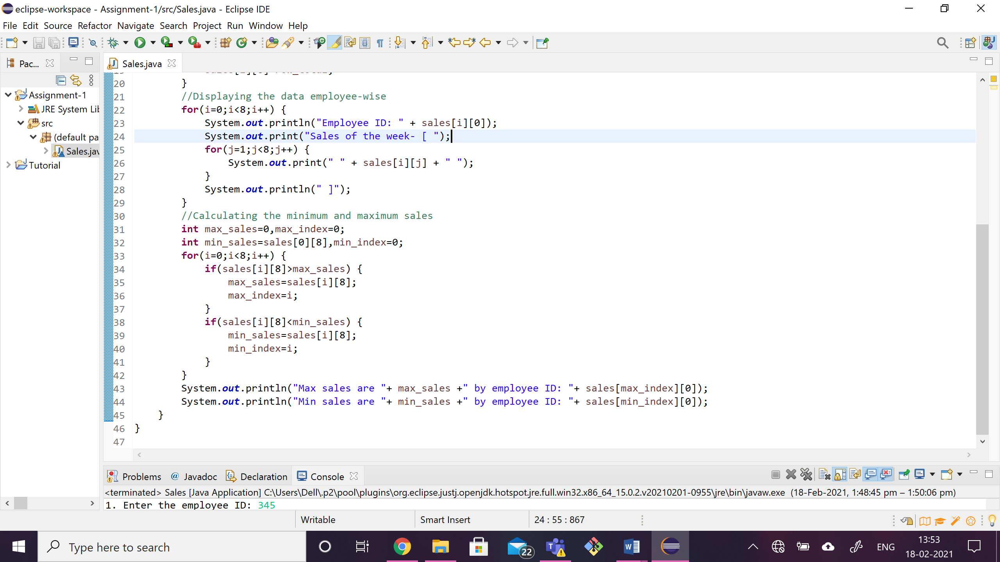 eclipse-workspace - Assignment-1/src/Sales.java - Eclipse IDE
File Edit Source Refactor Navigate Search Project Run Window Help
Pac...
Sales.java
Assignment-1
JRE System Lib
src
(default pa
Sales.jav
Tutorial
20 }
21 //Displaying the data employee-wise
22 for(i=0;i<8;i++) {
23 System.out.println("Employee ID: " + sales[i][0]);
24 System.out.print("Sales of the week- [ ");
25 for(j=1;j<8;j++) {
26 System.out.print(" " + sales[i][j] + " ");
27 }
28 System.out.println(" ]");
29 }
30 //Calculating the minimum and maximum sales
31 int max_sales=0,max_index=0;
32 int min_sales=sales[0][8],min_index=0;
33 for(i=0;i<8;i++) {
34 if(sales[i][8]>max_sales) {
35 max_sales=sales[i][8];
36 max_index=i;
37 }
38 if(sales[i][8]<min_sales) {
39 min_sales=sales[i][8];
40 min_index=i;
41 }
42 }
43 System.out.println("Max sales are "+ max_sales +" by employee ID: "+ sales[max_index][0]);
44 System.out.println("Min sales are "+ min_sales +" by employee ID: "+ sales[min_index][0]);
45 }
46 }
47
Problems @ Javadoc Declaration Console
<terminated> Sales [Java Application] C:\Users\Dell\.p2\pool\plugins\org.eclipse.justj.openjdk.hotspot.jre.full.win32.x86_64_15.0.2.v20210201-0955\jre\bin\javaw.exe (18-Feb-2021, 1:48:45 pm – 1:50:06 pm)
1. Enter the employee ID: 345
Writable Smart Insert 24 : 55 : 867
Type here to search
22
ENG
13:53
18-02-2021